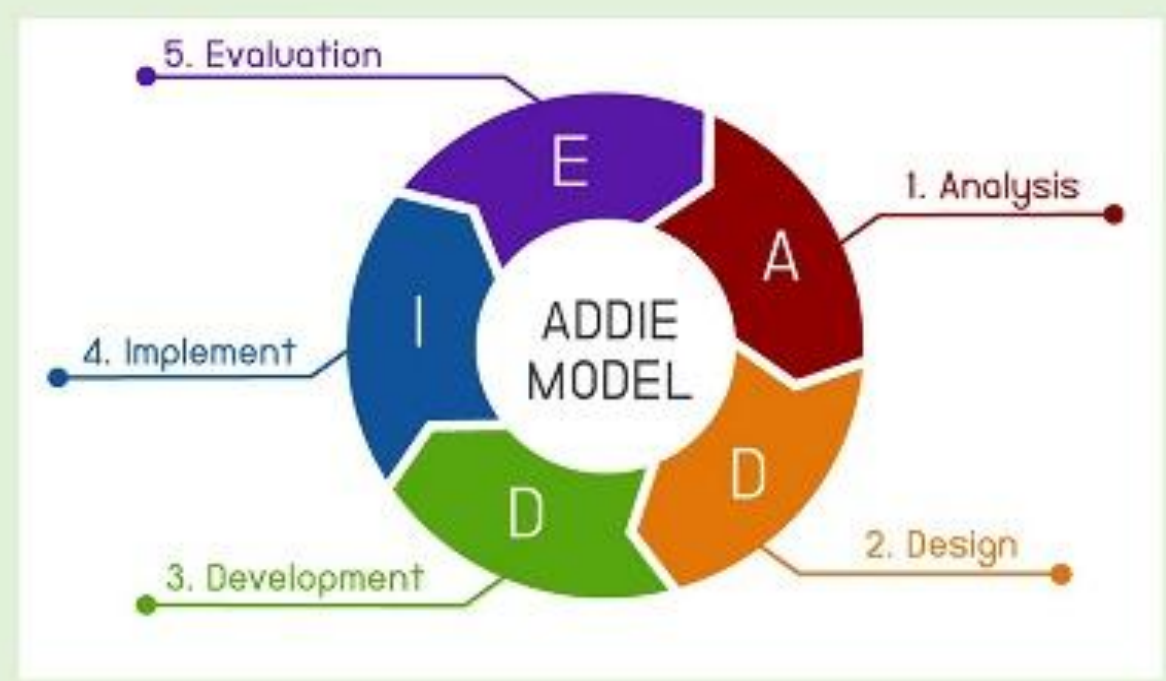 5. Evaluation
E
1. Analysis
A
I
ADDIE
MODEL
4. Implement
D
D
2. Design
3. Development